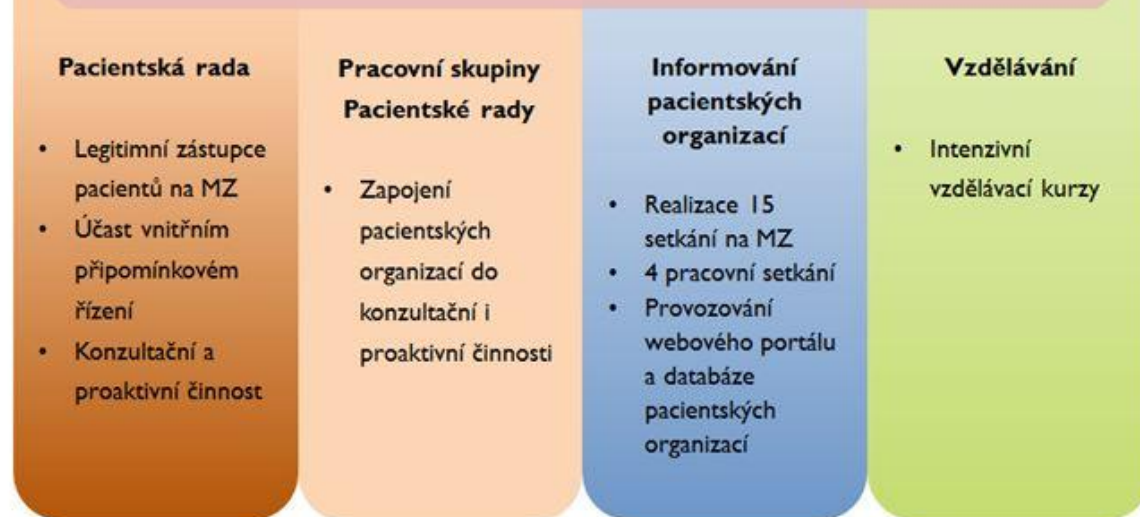 Pacientská rada
• Legitimní zástupce
pacientů na MZ
• Účast vnitřním
připomínkovém
řízení
• Konzultační a
proaktivní činnost
Pracovní skupiny
Pacientské rady
• Zapojení
pacientských
organizací do
konzultační i
proaktivní činnosti
Informování
pacientských
organizací
• Realizace 15
setkání na MZ
• 4 pracovní setkání
• Provozování
webového portálu
a databáze
pacientských
organizací
Vzdělávání
• Intenzivní
vzdělávací kurzy